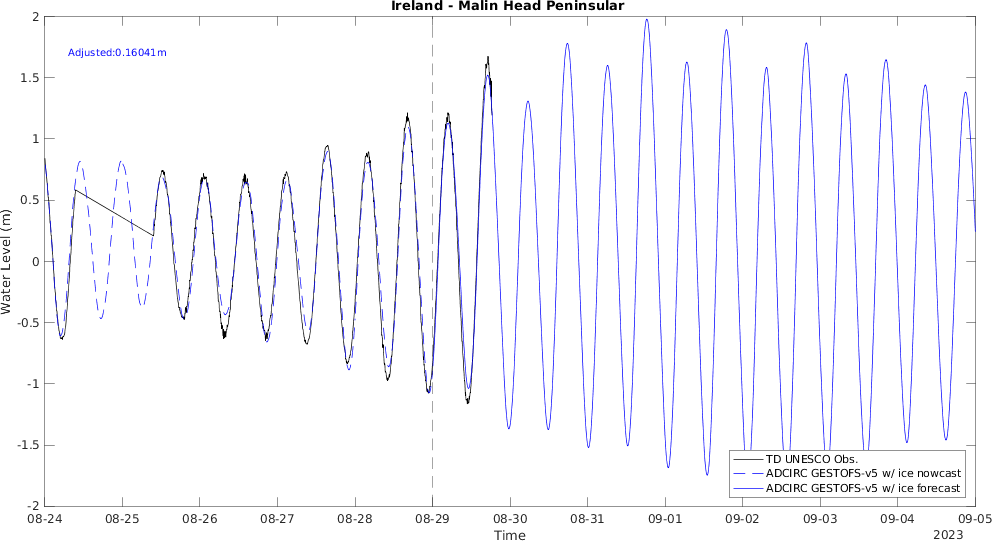 Ireland - Malin Head Peninsular
Adjusted:0.16041m
2
1.5
1
0.5
0
-0.5
-1
-1.5
-2
Water Level (m)
TD UNESCO Obs.
ADCIRC GESTOFS-v5 w/ ice nowcast
ADCIRC GESTOFS-v5 w/ ice forecast
08-24 08-25 08-26 08-27 08-28 08-29 08-30 08-31 09-01 09-02 09-03 09-04 09-05
Time
2023